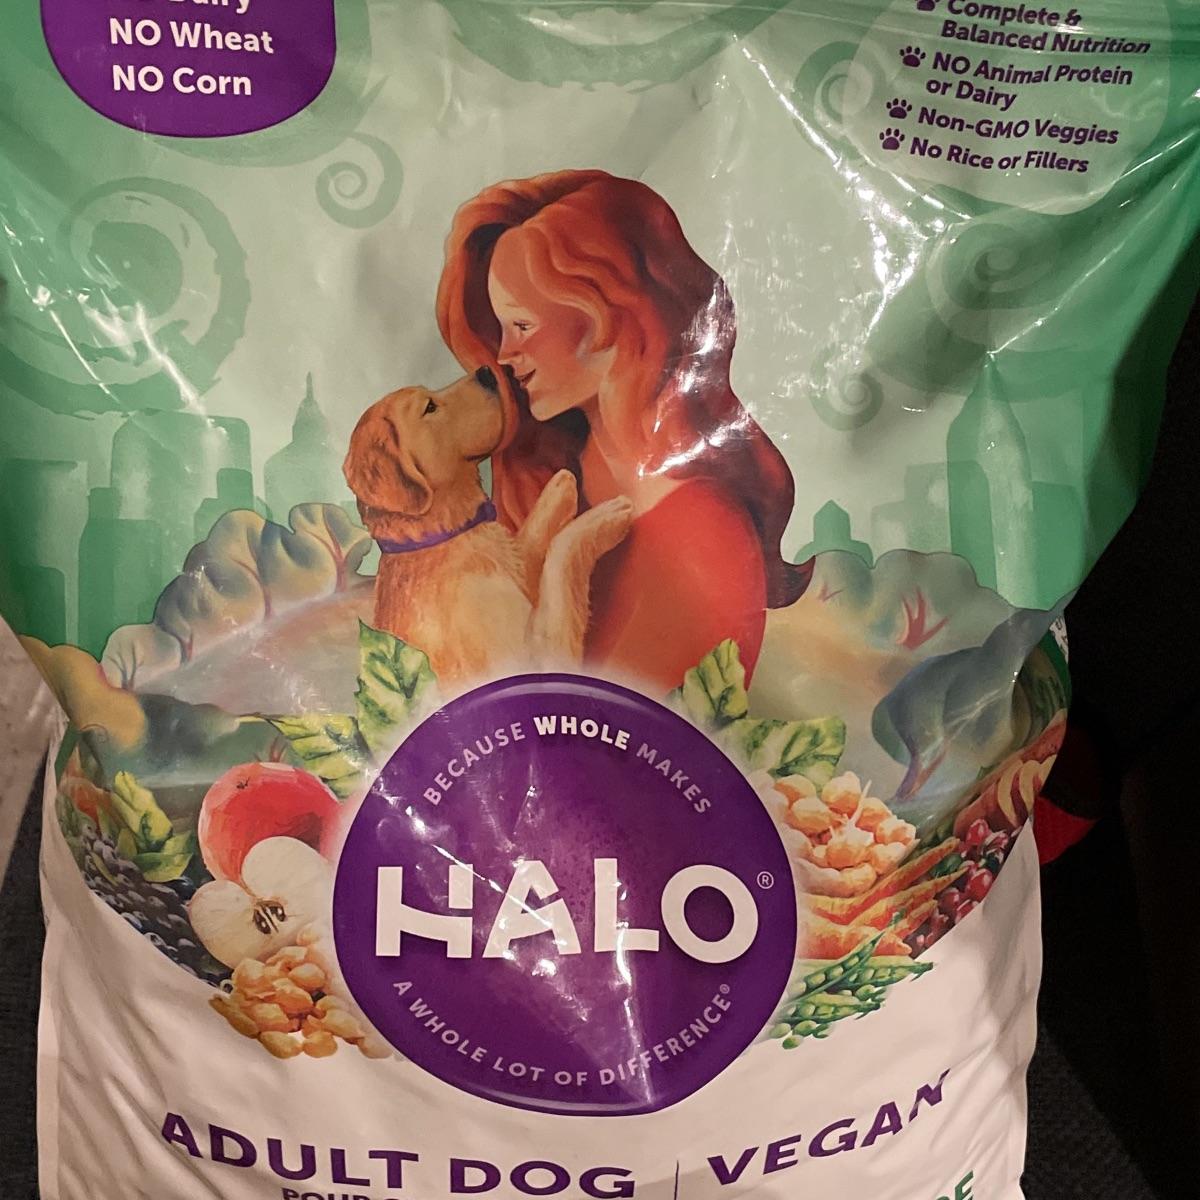 NO Wheat
NO Corn
Complete &
Balanced Nutrition
NO Animal Protein
or Dairy
Non-GMO Veggies
No Rice or Fillers
BECAUSE WHOLE MAKES
HALO®
A WHOLE LOT OF DIFFERENCE®
ADULT DOG | VEGAN